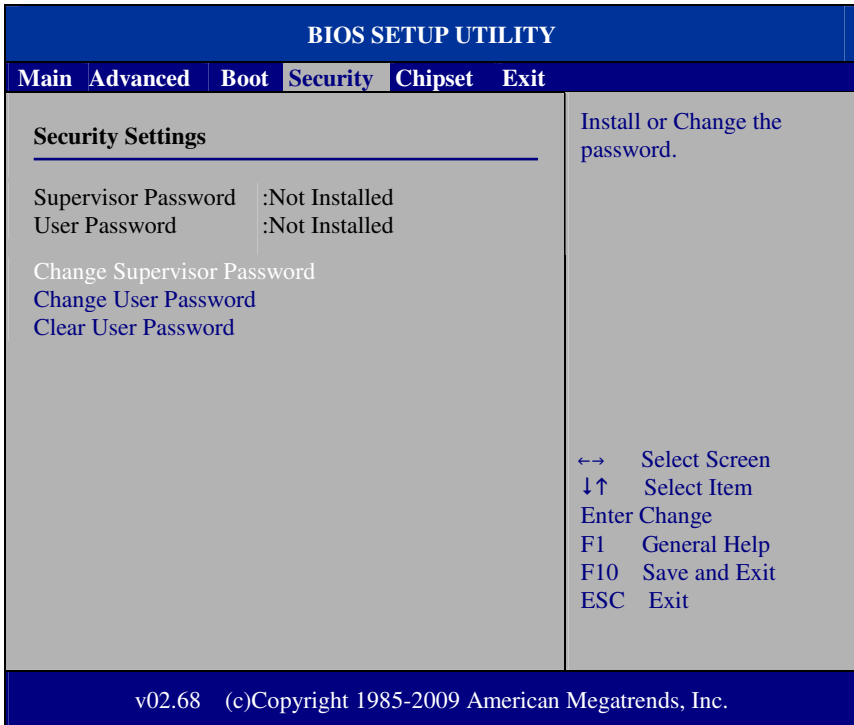 BIOS SETUP UTILITY
Main Advanced Boot Security Chipset Exit
Security Settings
Supervisor Password :Not Installed
User Password :Not Installed
Change Supervisor Password
Change User Password
Clear User Password
Install or Change the
password.
←→ Select Screen
↓↑ Select Item
Enter Change
F1 General Help
F10 Save and Exit
ESC Exit
v02.68 (c)Copyright 1985-2009 American Megatrends, Inc.